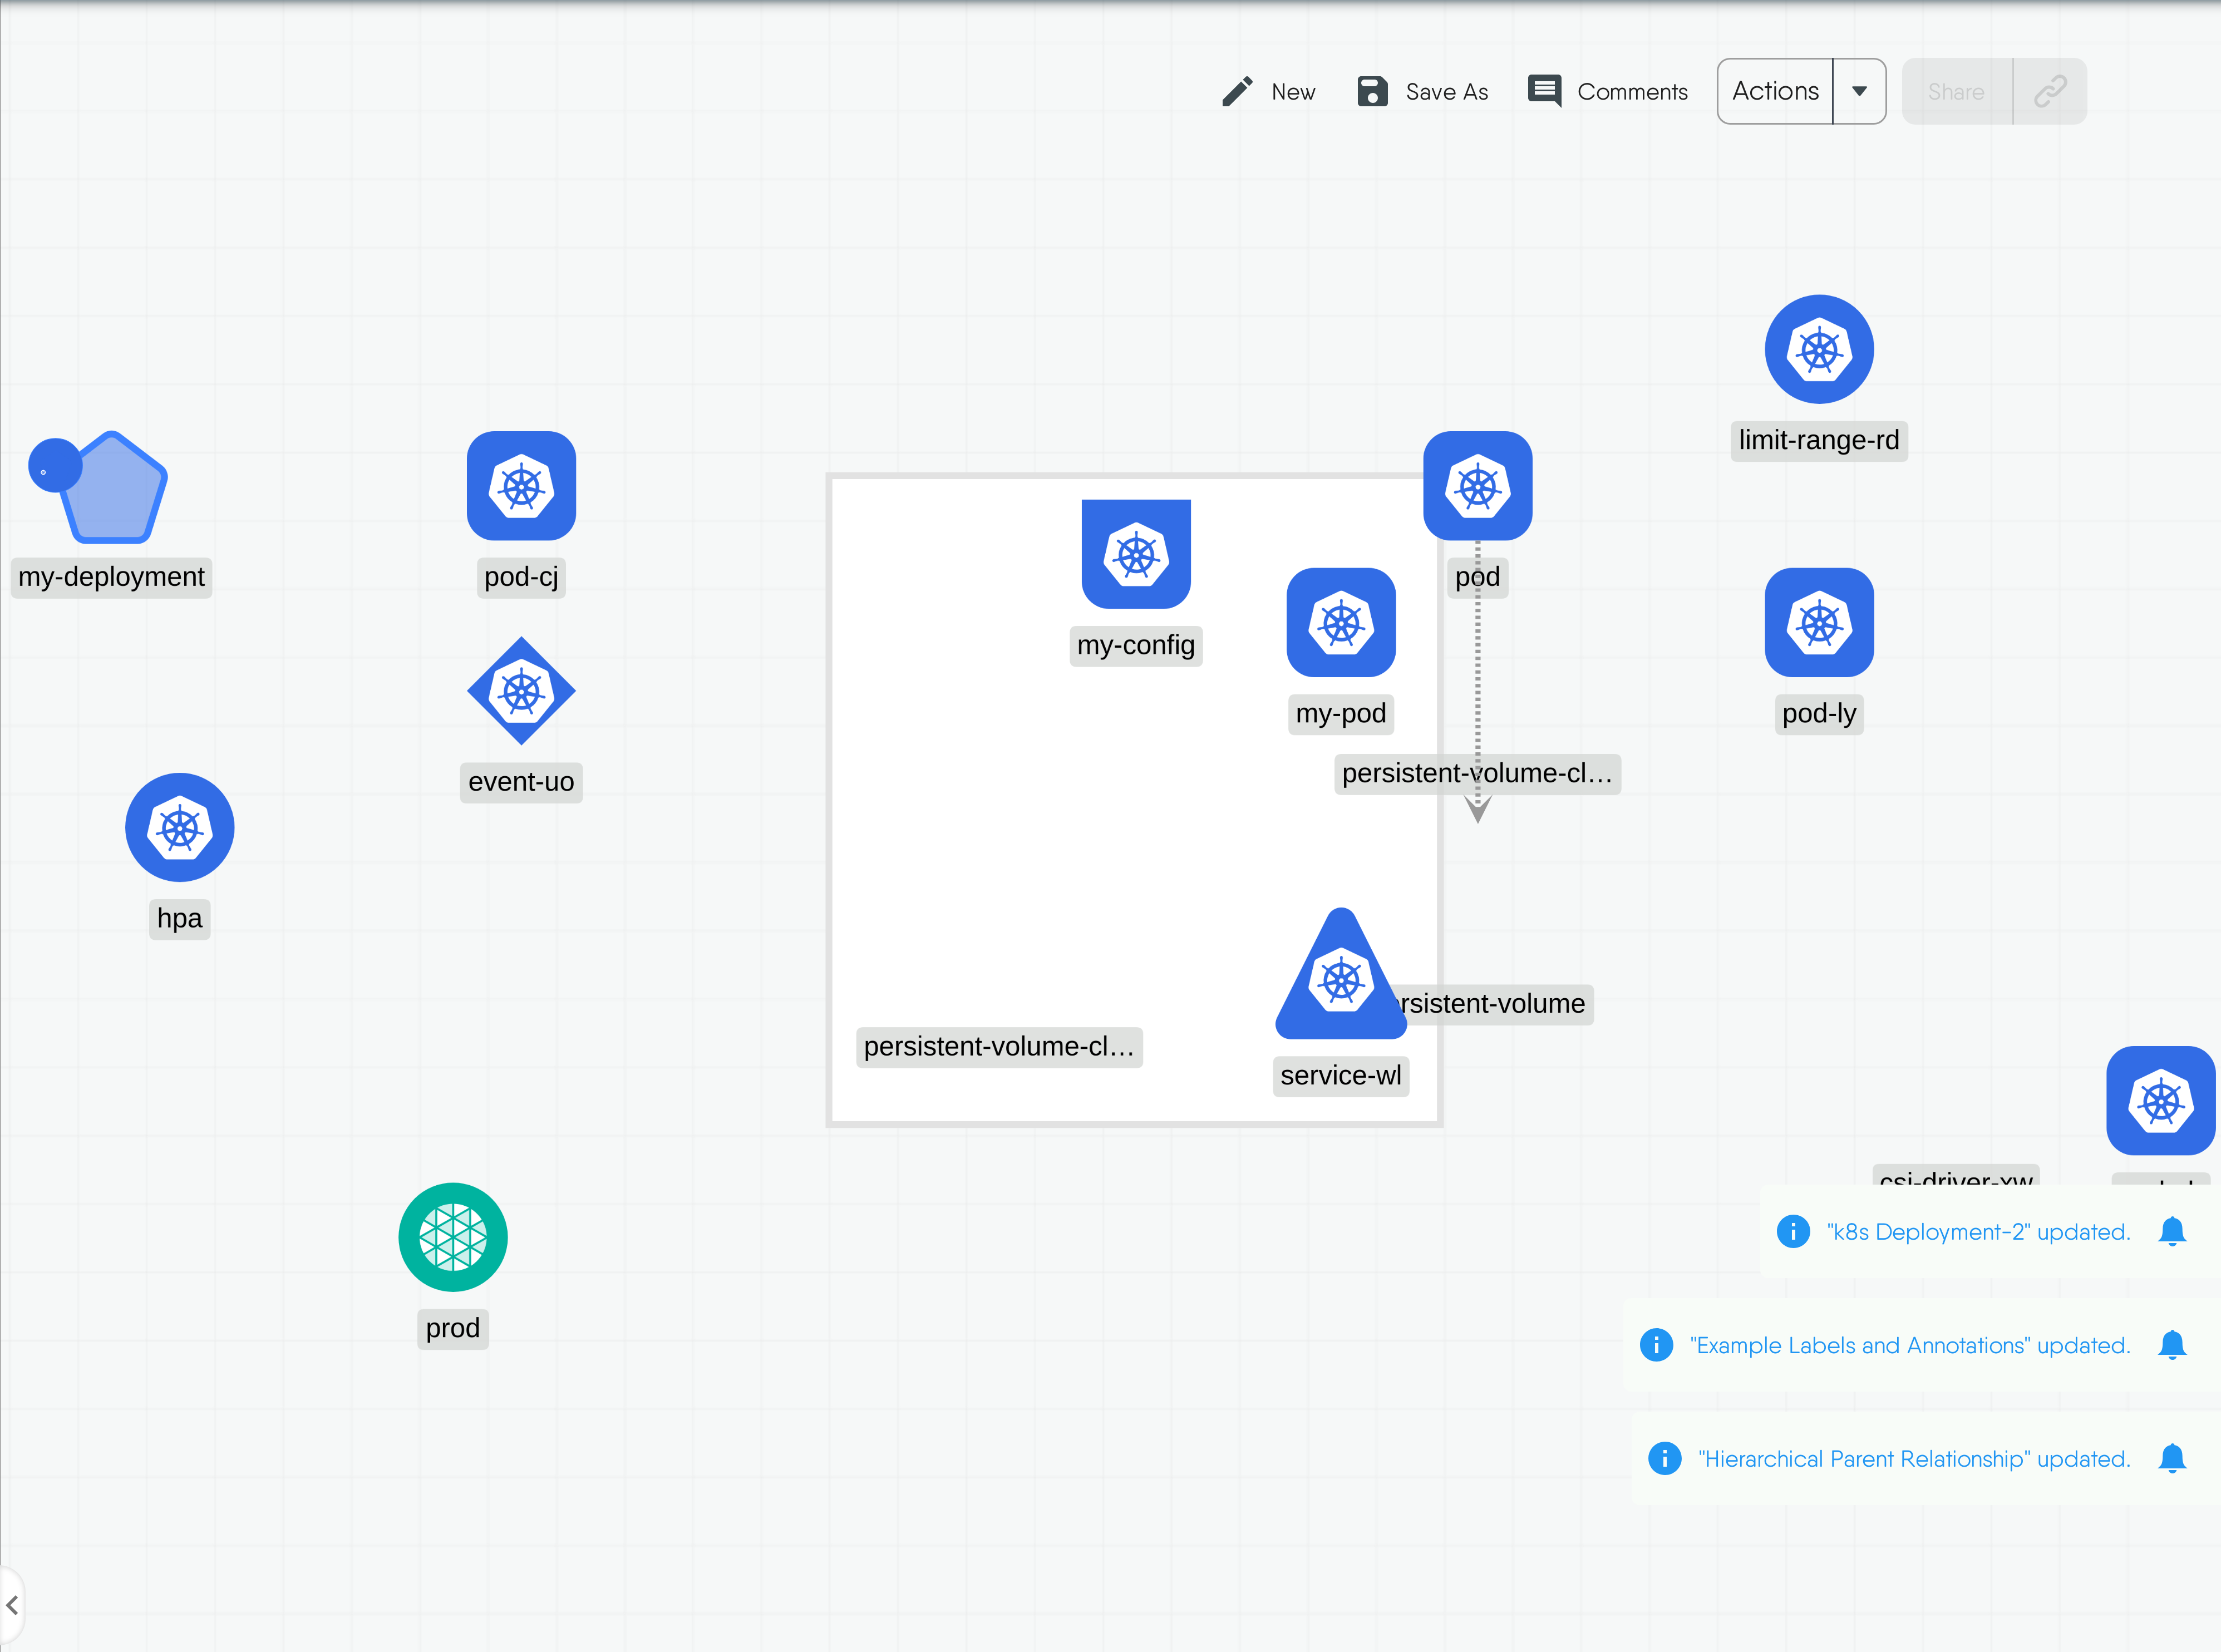 New
Save As
Comments
Actions
Share
limit-range-rd
my-deployment
pod-cj
pod
my-config
my-pod
pod-ly
persistent-volume-cl…
event-uo
hpa
rsistent-volume
persistent-volume-cl…
service-wl
csi-driver-xw
"k8s Deployment-2" updated.
prod
"Example Labels and Annotations" updated.
"Hierarchical Parent Relationship" updated.